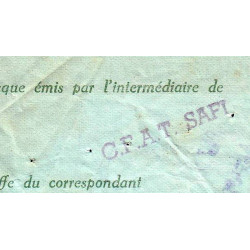 que émis par l'intermédiaire de
C.F.A.T. SAFI
ffe du correspondant